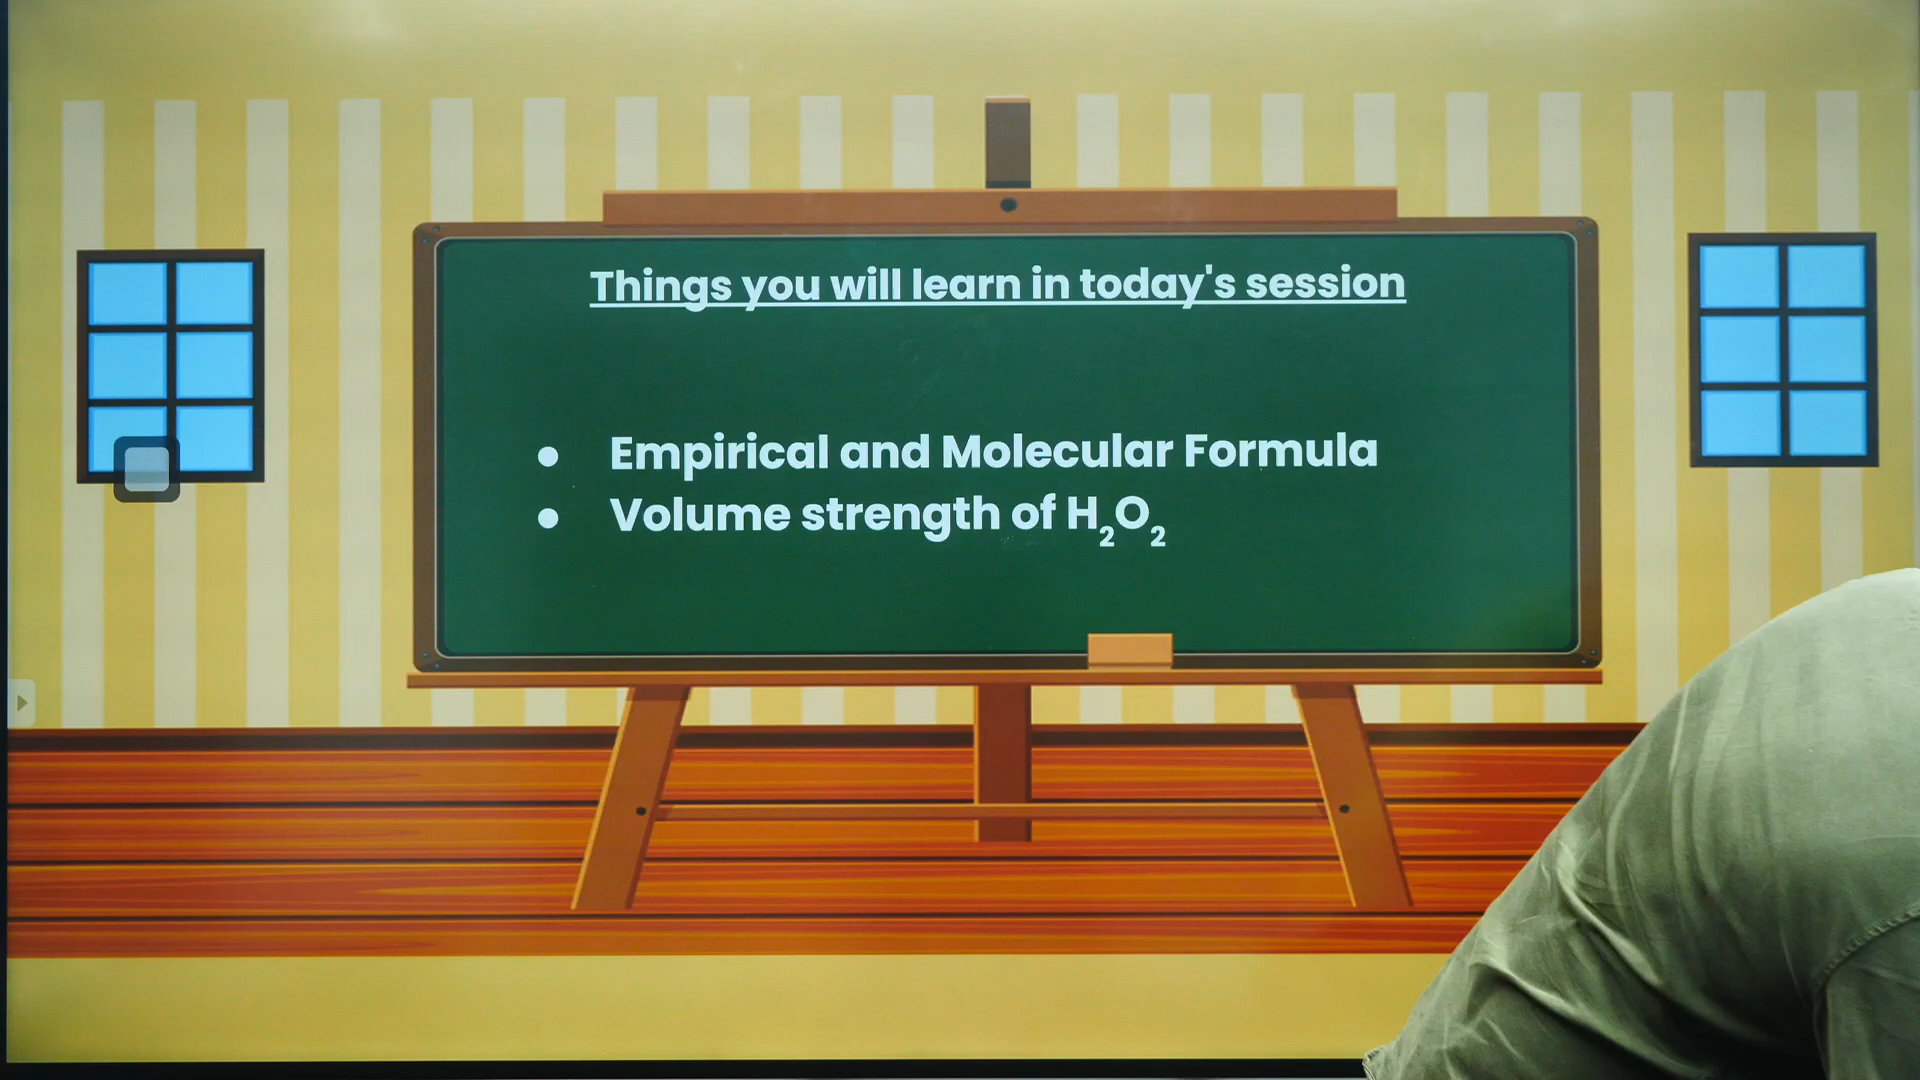 Things you will learn in today's session
● Empirical and Molecular Formula
● Volume strength of H₂O₂